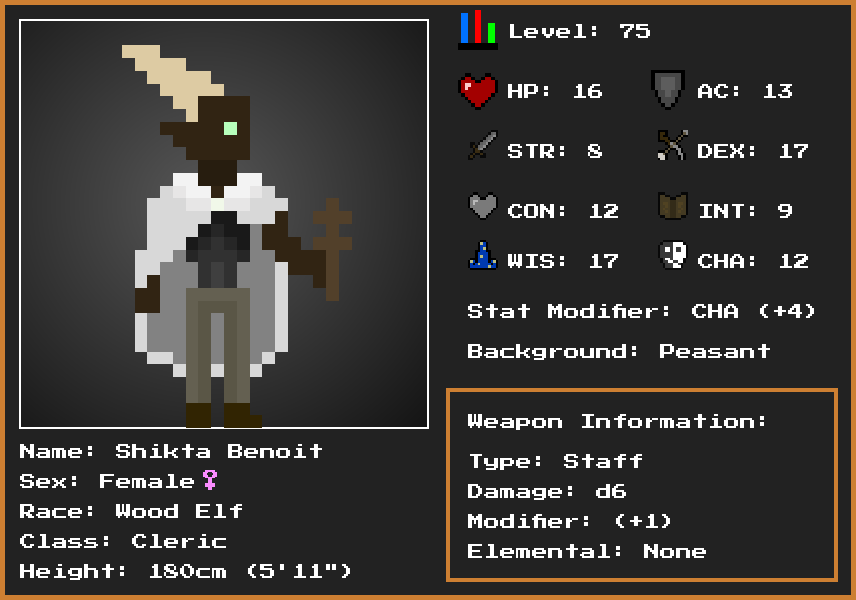 Level: 75
HP: 16 AC: 13
STR: 8 DEX: 17
CON: 12 INT: 9
WIS: 17 CHA: 12
Stat Modifier: CHA (+4)
Background: Peasant
Weapon Information:
Type: Staff
Damage: d6
Modifier: (+1)
Elemental: None
Name: Shikta Benoit
Sex: Female♀
Race: Wood Elf
Class: Cleric
Height: 180cm (5'11")